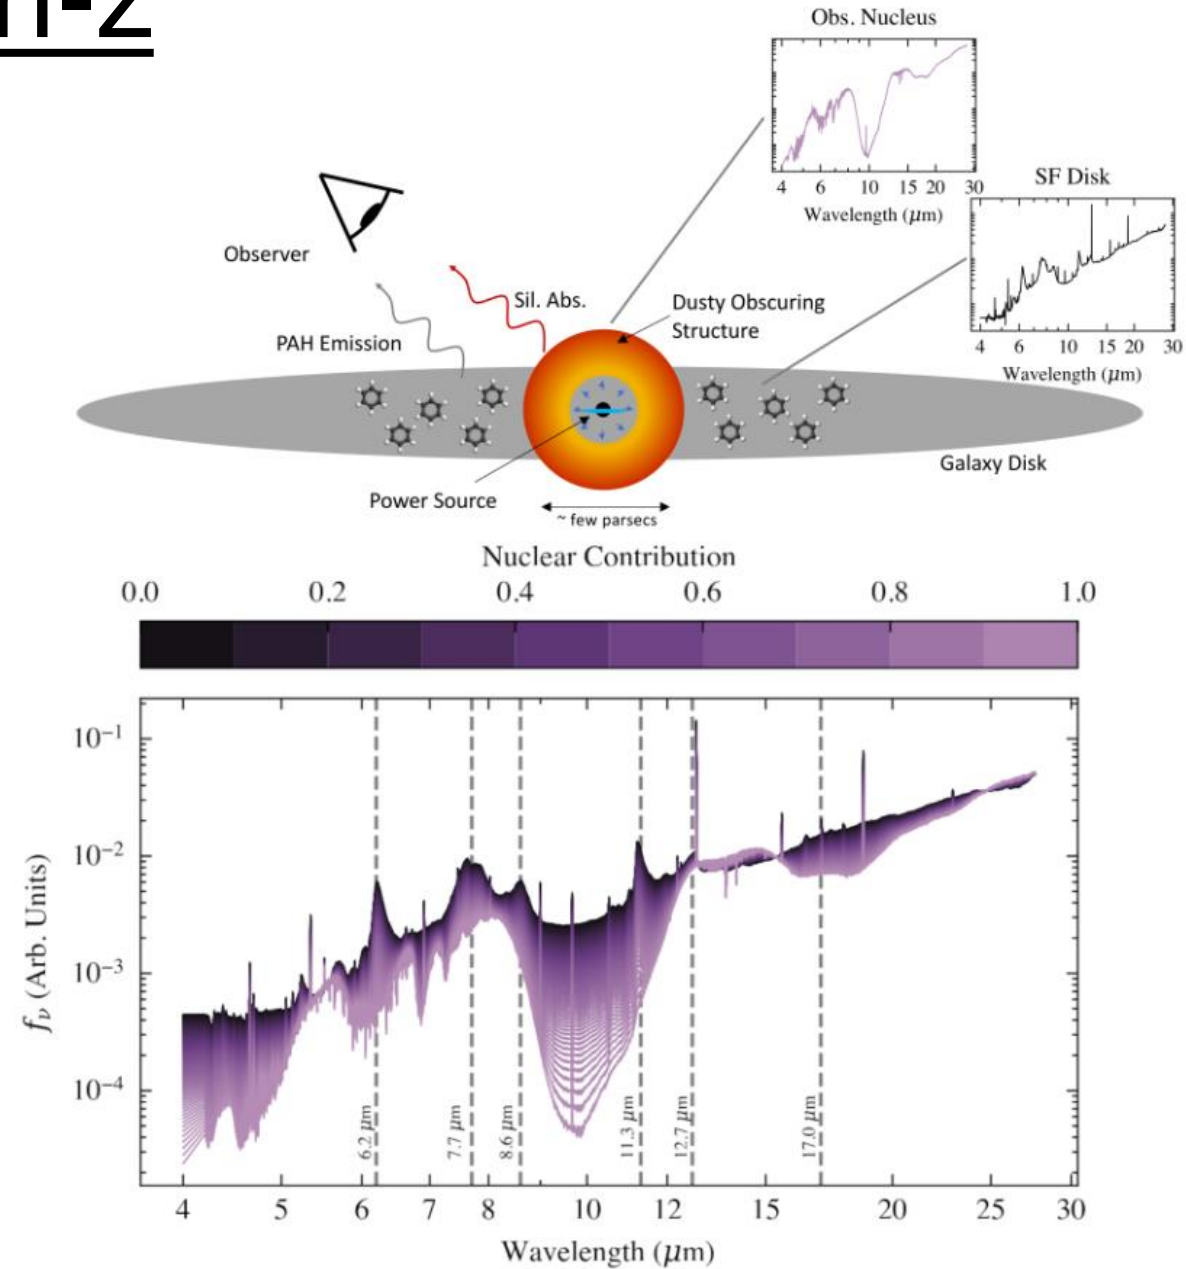 n-z
Obs. Nucleus
4 6 10 15 20 30
Wavelength (μm)
SF Disk
4 6 10 15 20 30
Wavelength (μm)
Observer
Sil. Abs.
Dusty Obscuring
Structure
PAH Emission
Galaxy Disk
Power Source
~ few parsecs
Nuclear Contribution
0.0 0.2 0.4 0.6 0.8 1.0
10⁻¹
10⁻²
10⁻³
10⁻⁴
fν (Arb. Units)
6.2 μm
7.7 μm
8.6 μm
11.3 μm
12.7 μm
17.0 μm
4 5 6 7 8 10 12 15 20 25 30
Wavelength (μm)